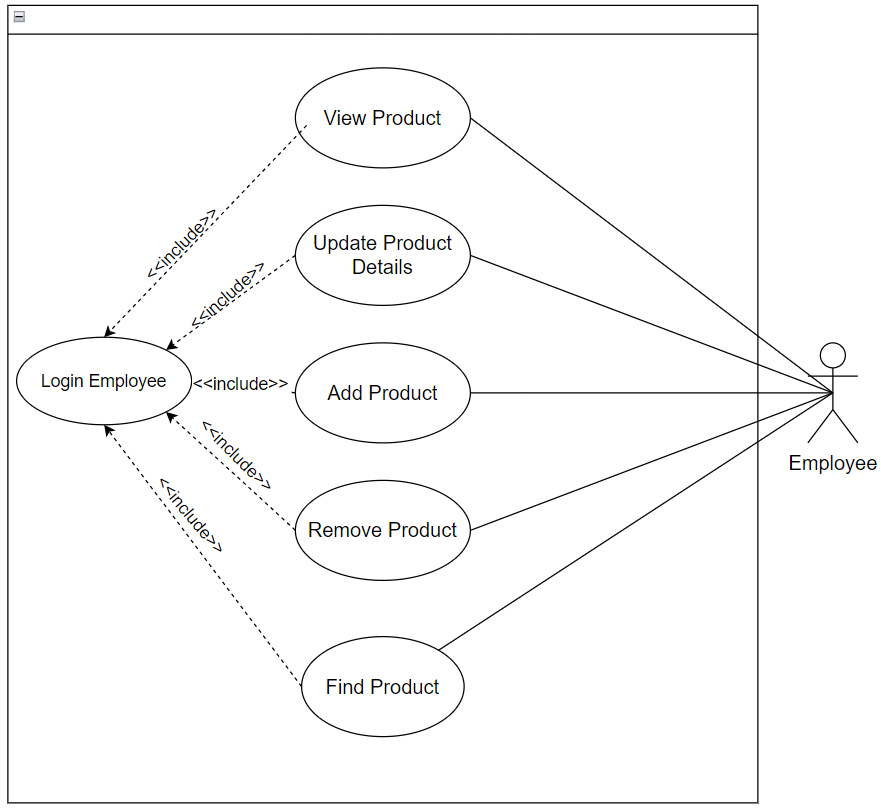 View Product
<<include>>
Update Product
Details
<<include>>
Login Employee
<<include>>
Add Product
Employee
<<include>>
Remove Product
<<include>>
Find Product